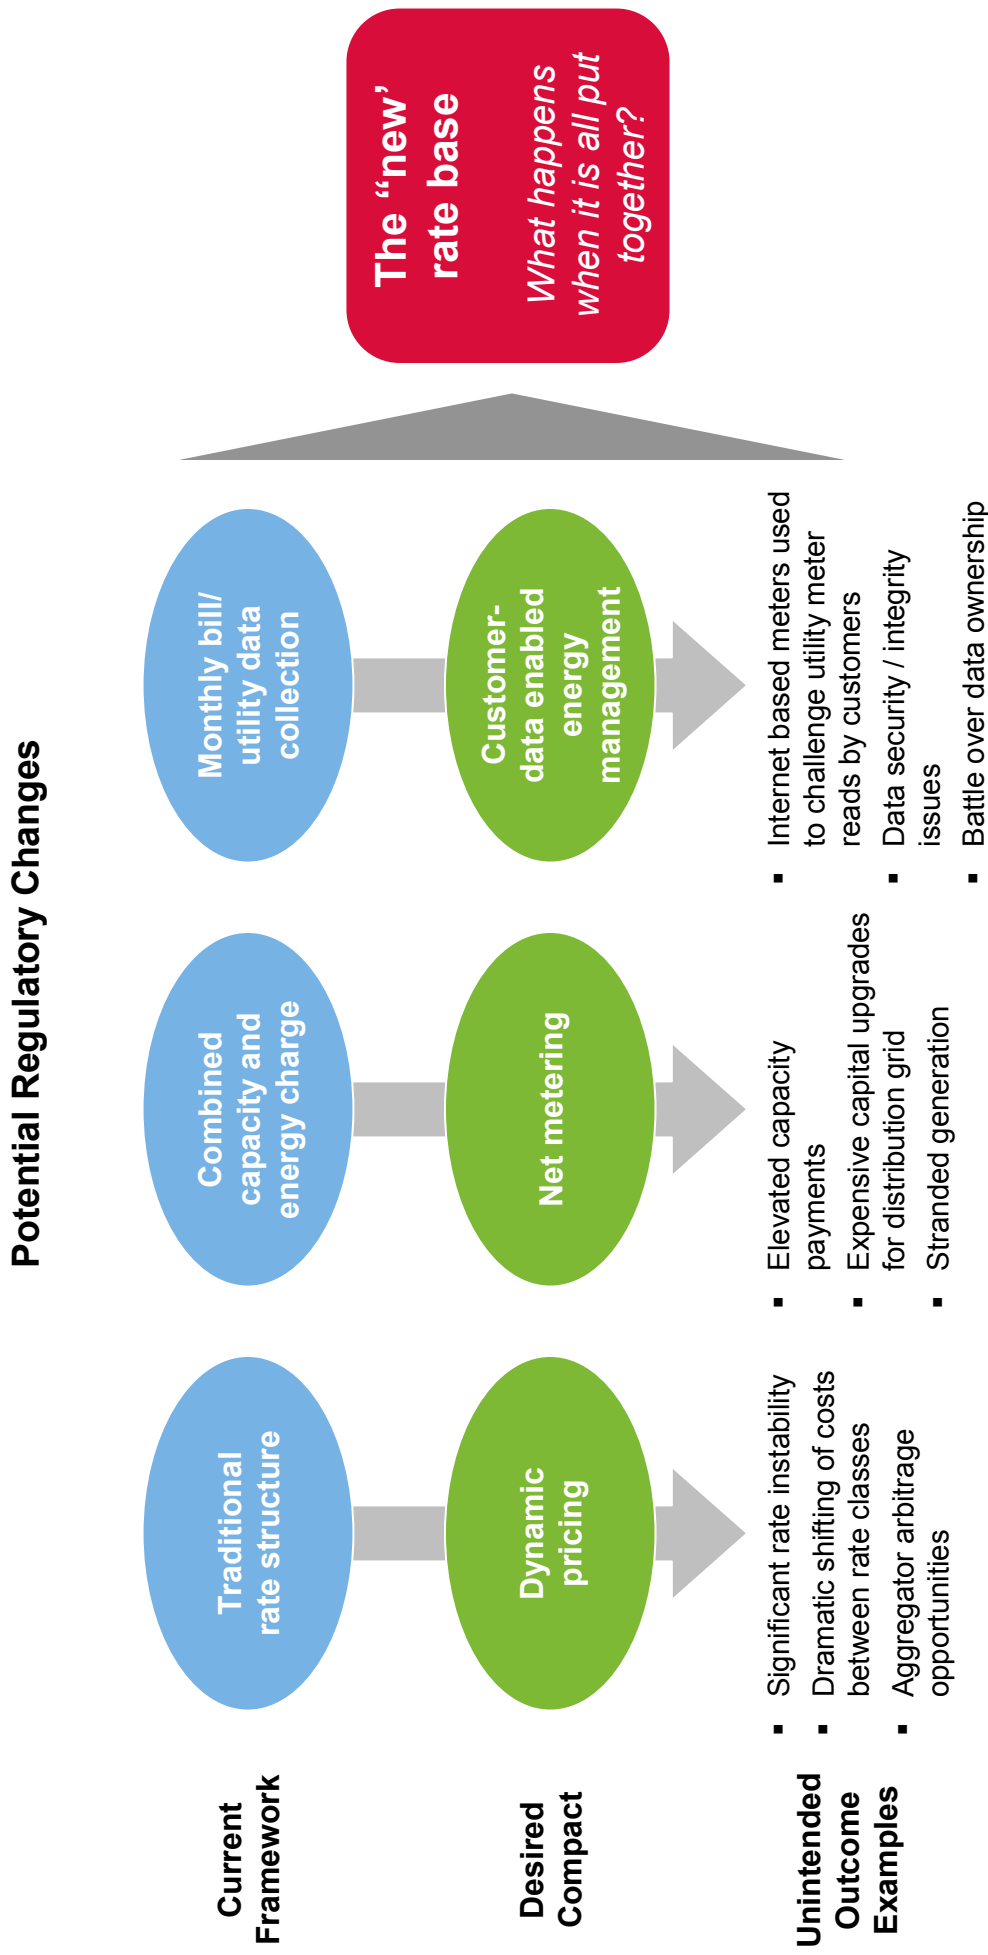 Potential Regulatory Changes
Current
Framework
Traditional
rate structure
Combined
capacity and
energy charge
Monthly bill/
utility data
collection
Desired
Compact
Dynamic
pricing
Net metering
Customer-
data enabled
energy
management
Unintended
Outcome
Examples
▪ Significant rate instability
▪ Dramatic shifting of costs
between rate classes
▪ Aggregator arbitrage
opportunities
▪ Elevated capacity
payments
▪ Expensive capital upgrades
for distribution grid
▪ Stranded generation
▪ Internet based meters used
to challenge utility meter
reads by customers
▪ Data security / integrity
issues
▪ Battle over data ownership
The “new’
rate base
What happens
when it is all put
together?